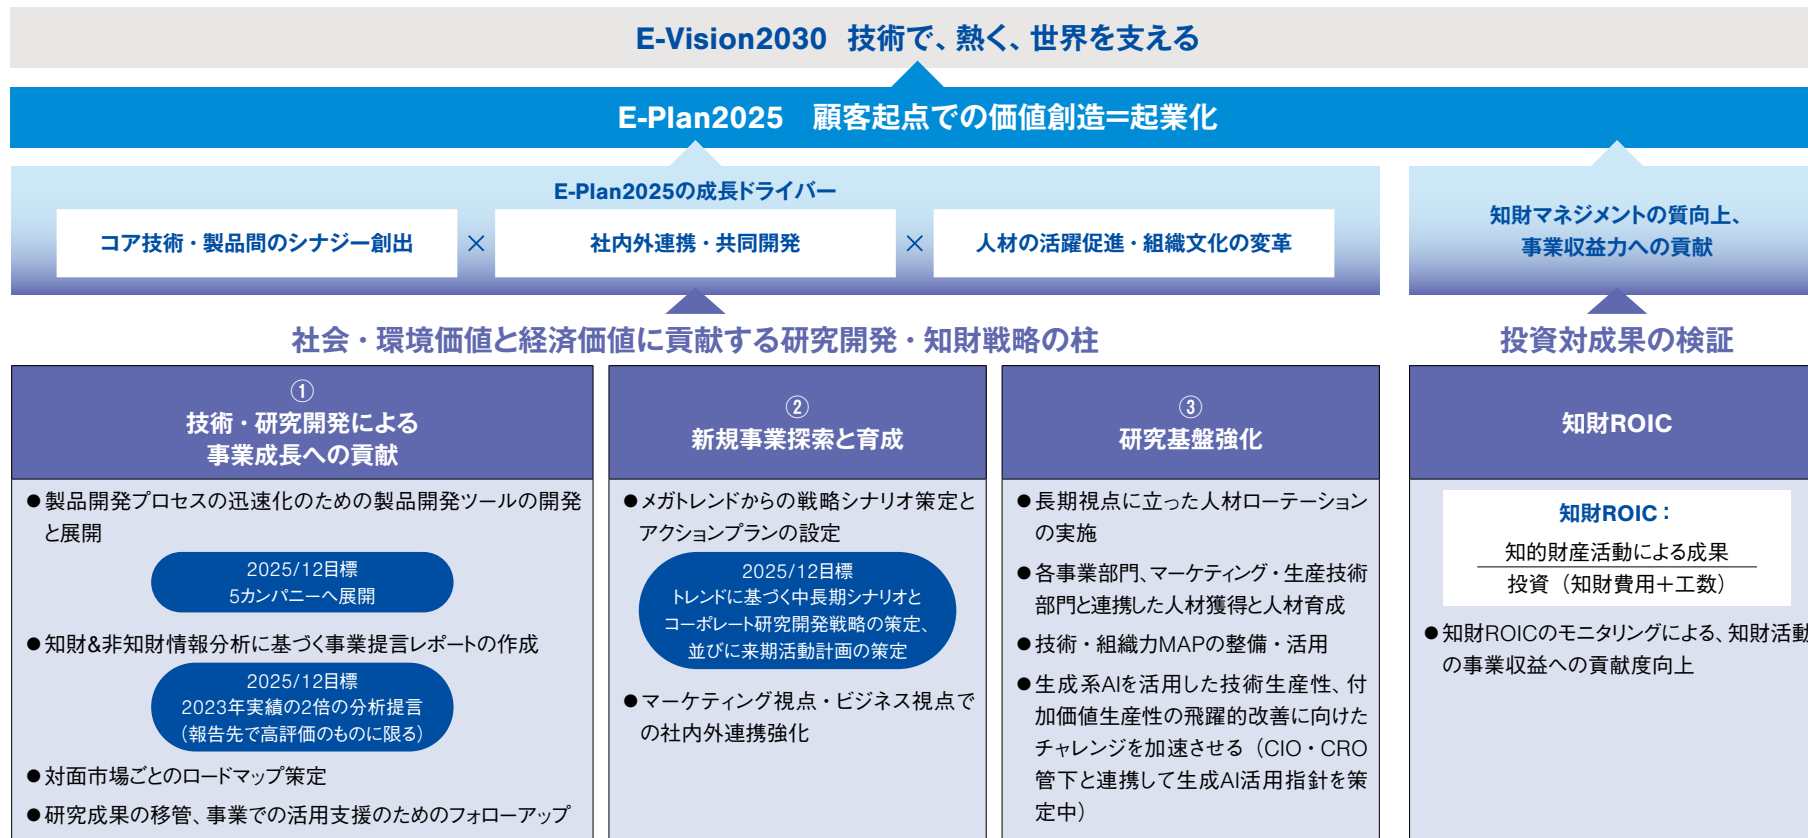 E-Vision2030 技術で、熱く、世界を支える
E-Plan2025 顧客起点での価値創造=起業化
E-Plan2025の成長ドライバー
コア技術・製品間のシナジー創出
×
社内外連携・共同開発
×
人材の活躍促進・組織文化の変革
知財マネジメントの質向上、
事業収益力への貢献
社会・環境価値と経済価値に貢献する研究開発・知財戦略の柱
投資対成果の検証
①
技術・研究開発による
事業成長への貢献
●製品開発プロセスの迅速化のための製品開発ツールの開発
と展開
2025/12目標
5カンパニーへ展開
●知財&非知財情報分析に基づく事業提言レポートの作成
2025/12目標
2023年実績の2倍の分析提言
(報告先で高評価のものに限る)
●対面市場ごとのロードマップ策定
●研究成果の移管、事業での活用支援のためのフォローアップ
②
新規事業探索と育成
●メガトレンドからの戦略シナリオ策定と
アクションプランの設定
2025/12目標
トレンドに基づく中長期シナリオと
コーポレート研究開発戦略の策定、
並びに来期活動計画の策定
●マーケティング視点・ビジネス視点で
の社内外連携強化
③
研究基盤強化
●長期視点に立った人材ローテーション
の実施
●各事業部門、マーケティング・生産技術
部門と連携した人材獲得と人材育成
●技術・組織力MAPの整備・活用
●生成系AIを活用した技術生産性、付
加価値生産性の飛躍的改善に向けた
チャレンジを加速させる(CIO・CRO
管下と連携して生成AI活用指針を策
定中)
知財ROIC
知財ROIC:
知的財産活動による成果
投資(知財費用+工数)
●知財ROICのモニタリングによる、知財活動
の事業収益への貢献度向上